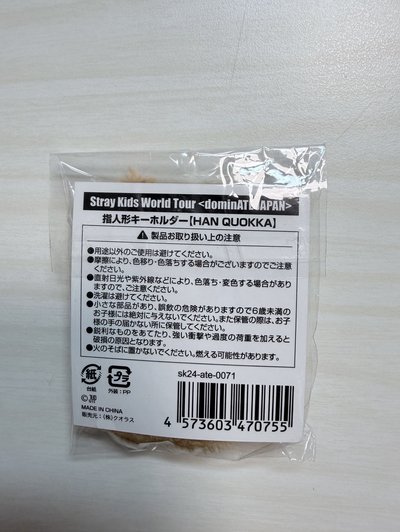 Stray Kids World Tour <dominATE JAPAN>
指人形キーホルダー【HAN QUOKKA】
製品お取り扱い上の注意
●用途以外のご使用は避けてください。
●摩擦により、色移り・色落ちする場合がございますのでご注意
ください。
●直射日光や紫外線などにより、色落ち・変色する場合があり
ますので、ご注意ください。
●洗濯は避けてください。
●小さな部品があり、誤飲の危険がありますので6歳未満の
お子様には絶対に与えないでください。また保管の際は、お子
様の手の届かない所に保管してください。
●鋭利なものをあてたり、強い衝撃や過度の荷重を加えると
破損の原因となります。
●火のそばに置かないでください。燃える可能性があります。
紙
台紙
プラ
外袋：PP
sk24-ate-0071
©JYP
MADE IN CHINA
販売元：（株）クオラス
4 573603 470755